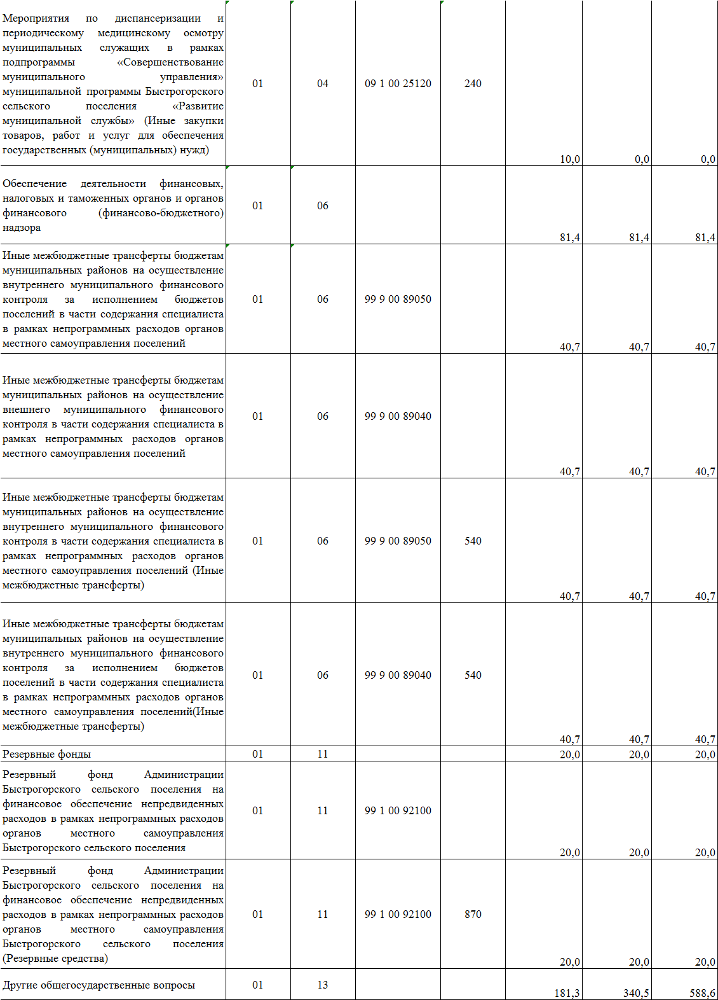 Мероприятия по диспансеризации и
периодическому медицинскому осмотру
муниципальных служащих в рамках
подпрограммы «Совершенствование
муниципального управления»
муниципальной программы Быстрогорского
сельского поселения «Развитие
муниципальной службы» (Иные закупки
товаров, работ и услуг для обеспечения
государственных (муниципальных) нужд)
01 04 09 1 00 25120 240
10,0 0,0 0,0
Обеспечение деятельности финансовых,
налоговых и таможенных органов и органов
финансового (финансово-бюджетного)
надзора
01 06
81,4 81,4 81,4
Иные межбюджетные трансферты бюджетам
муниципальных районов на осуществление
внутреннего муниципального финансового
контроля за исполнением бюджетов
поселений в части содержания специалиста
в рамках непрограммных расходов органов
местного самоуправления поселений
01 06 99 9 00 89050
40,7 40,7 40,7
Иные межбюджетные трансферты бюджетам
муниципальных районов на осуществление
внешнего муниципального финансового
контроля в части содержания специалиста в
рамках непрограммных расходов органов
местного самоуправления поселений
01 06 99 9 00 89040
40,7 40,7 40,7
Иные межбюджетные трансферты бюджетам
муниципальных районов на осуществление
внутреннего муниципального финансового
контроля в части содержания специалиста в
рамках непрограммных расходов органов
местного самоуправления поселений (Иные
межбюджетные трансферты)
01 06 99 9 00 89050 540
40,7 40,7 40,7
Иные межбюджетные трансферты бюджетам
муниципальных районов на осуществление
внутреннего муниципального финансового
контроля за исполнением бюджетов
поселений в части содержания специалиста
в рамках непрограммных расходов органов
местного самоуправления поселений(Иные
межбюджетные трансферты)
01 06 99 9 00 89040 540
40,7 40,7 40,7
Резервные фонды 01 11 20,0 20,0 20,0
Резервный фонд Администрации
Быстрогорского сельского поселения на
финансовое обеспечение непредвиденных
расходов в рамках непрограммных расходов
органов местного самоуправления
Быстрогорского сельского поселения
01 11 99 1 00 92100
20,0 20,0 20,0
Резервный фонд Администрации
Быстрогорского сельского поселения на
финансовое обеспечение непредвиденных
расходов в рамках непрограммных расходов
органов местного самоуправления
Быстрогорского сельского поселения
(Резервные средства)
01 11 99 1 00 92100 870
20,0 20,0 20,0
Другие общегосударственные вопросы 01 13
181,3 340,5 588,6